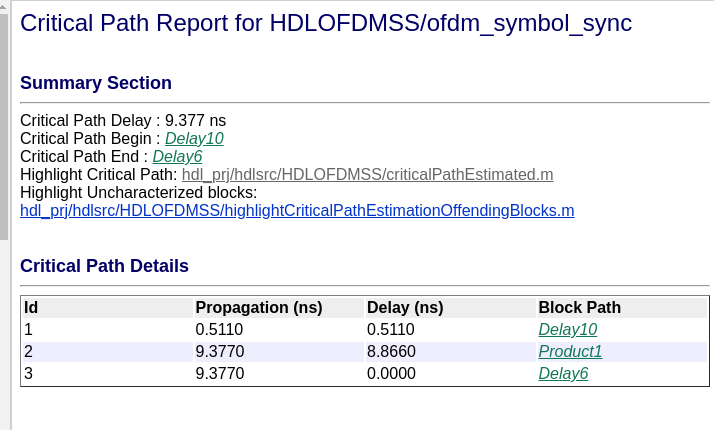 Critical Path Report for HDLOFDMSS/ofdm_symbol_sync
Summary Section
Critical Path Delay : 9.377 ns
Critical Path Begin : Delay10
Critical Path End : Delay6
Highlight Critical Path: hdl_prj/hdlsrc/HDLOFDMSS/criticalPathEstimated.m
Highlight Uncharacterized blocks:
hdl_prj/hdlsrc/HDLOFDMSS/highlightCriticalPathEstimationOffendingBlocks.m
Critical Path Details
Id Propagation (ns) Delay (ns) Block Path
1 0.5110 0.5110 Delay10
2 9.3770 8.8660 Product1
3 9.3770 0.0000 Delay6